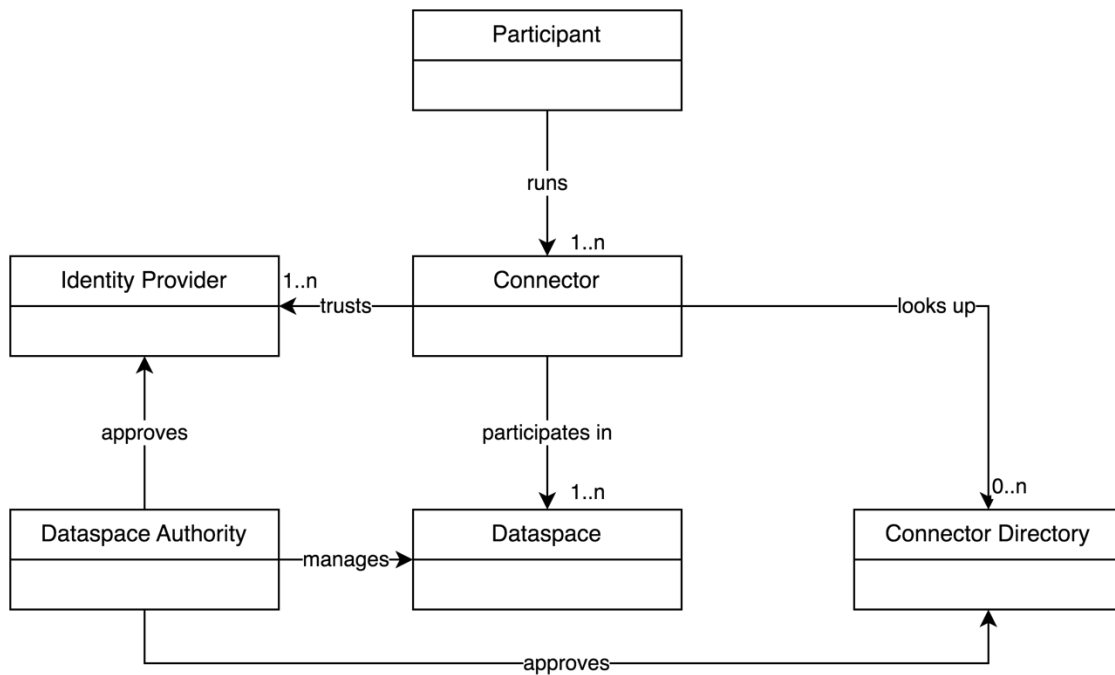 Participant
runs
1..n
Identity Provider
1..n
Connector
trusts
looks up
approves
participates in
1..n
0..n
Dataspace Authority
Dataspace
Connector Directory
manages
approves